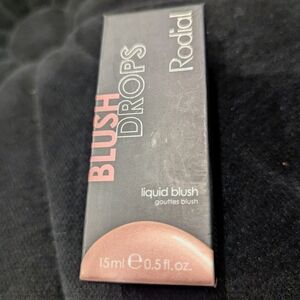 Rodial
BLUSH
DROPS
liquid blush
gouttes blush
15ml ℮ 0.5 fl. oz.